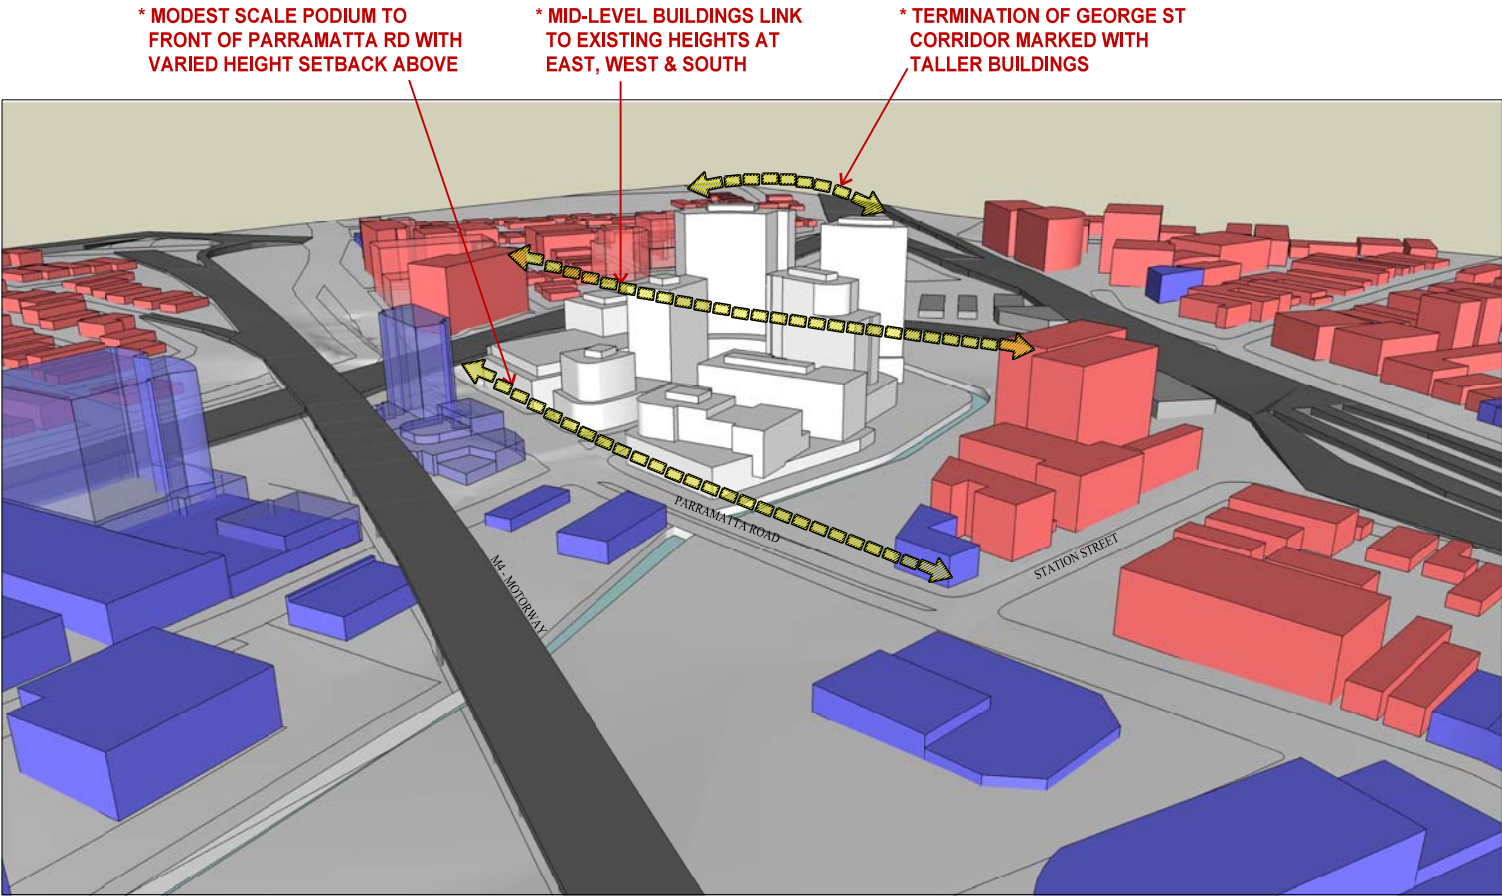 * MODEST SCALE PODIUM TO
FRONT OF PARRAMATTA RD WITH
VARIED HEIGHT SETBACK ABOVE
* MID-LEVEL BUILDINGS LINK
TO EXISTING HEIGHTS AT
EAST, WEST & SOUTH
* TERMINATION OF GEORGE ST
CORRIDOR MARKED WITH
TALLER BUILDINGS
PARRAMATTA ROAD
STATION STREET
M4 - MOTORWAY